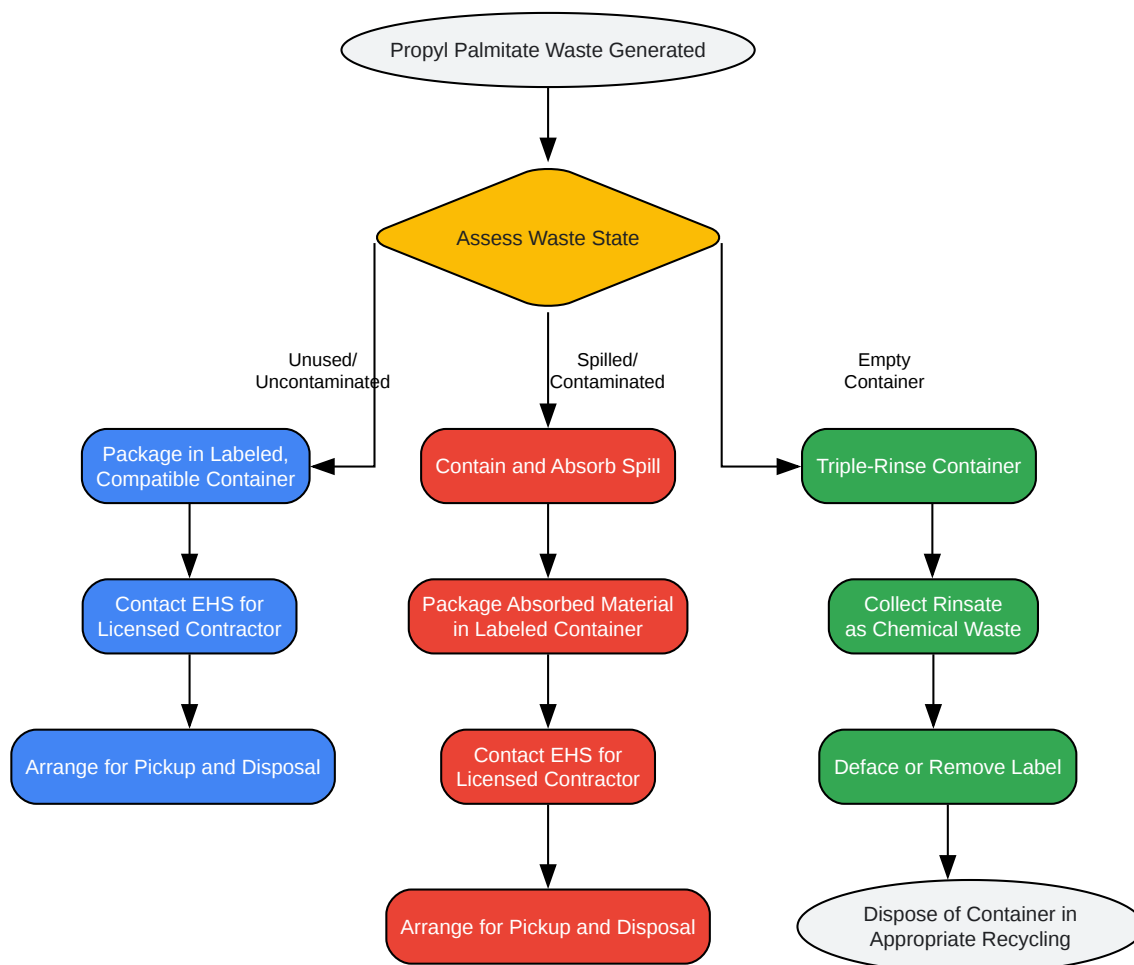 Propyl Palmitate Waste Generated
Assess Waste State
Unused/
Uncontaminated
Spilled/
Contaminated
Empty
Container
Package in Labeled,
Compatible Container
Contain and Absorb Spill
Triple-Rinse Container
Contact EHS for
Licensed Contractor
Package Absorbed Material
in Labeled Container
Collect Rinsate
as Chemical Waste
Arrange for Pickup and Disposal
Contact EHS for
Licensed Contractor
Deface or Remove Label
Arrange for Pickup and Disposal
Dispose of Container in
Appropriate Recycling